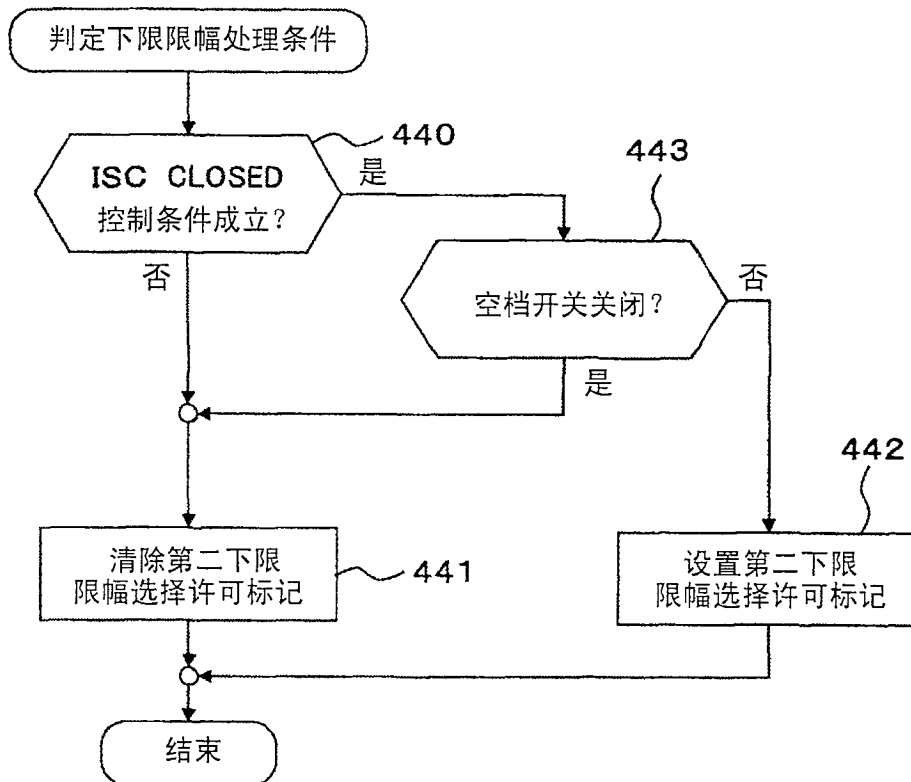 判定下限限幅处理条件
440
ISC CLOSED
控制条件成立?
是
否
443
空档开关关闭?
否
是
442
清除第二下限
限幅选择许可标记
441
设置第二下限
限幅选择许可标记
结束